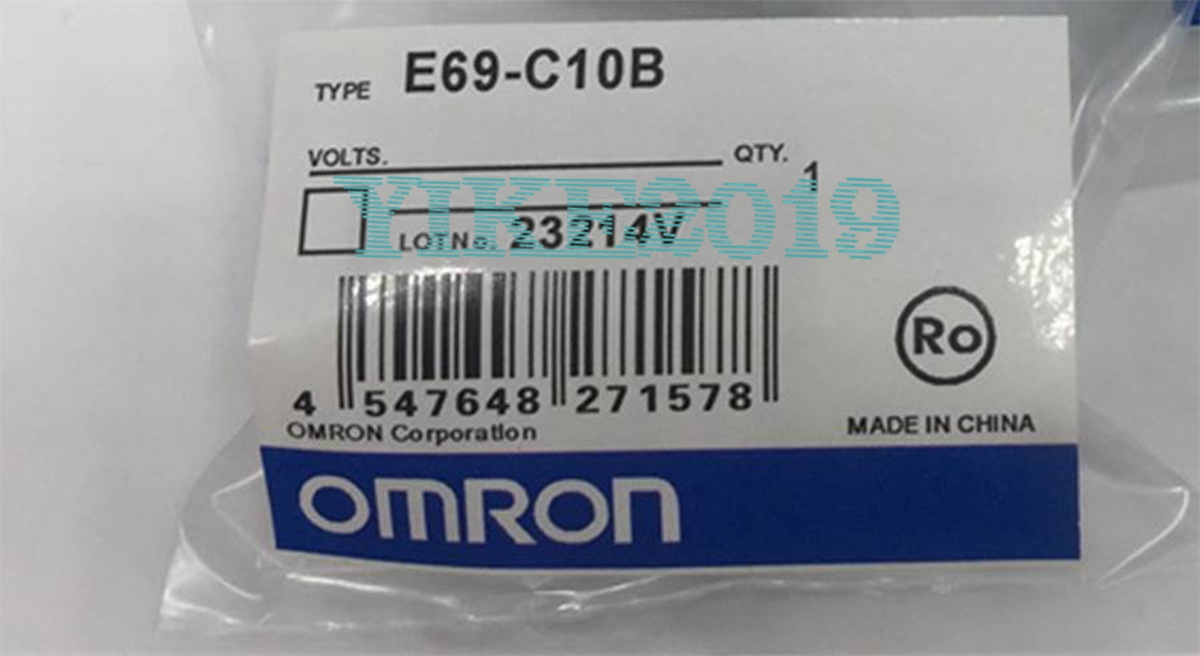 TYPE E69-C10B
VOLTS. QTY. 1
YIKE2019
LOT No. 23214V
4 547648 271578
OMRON Corporation
Ro
MADE IN CHINA
OMRON